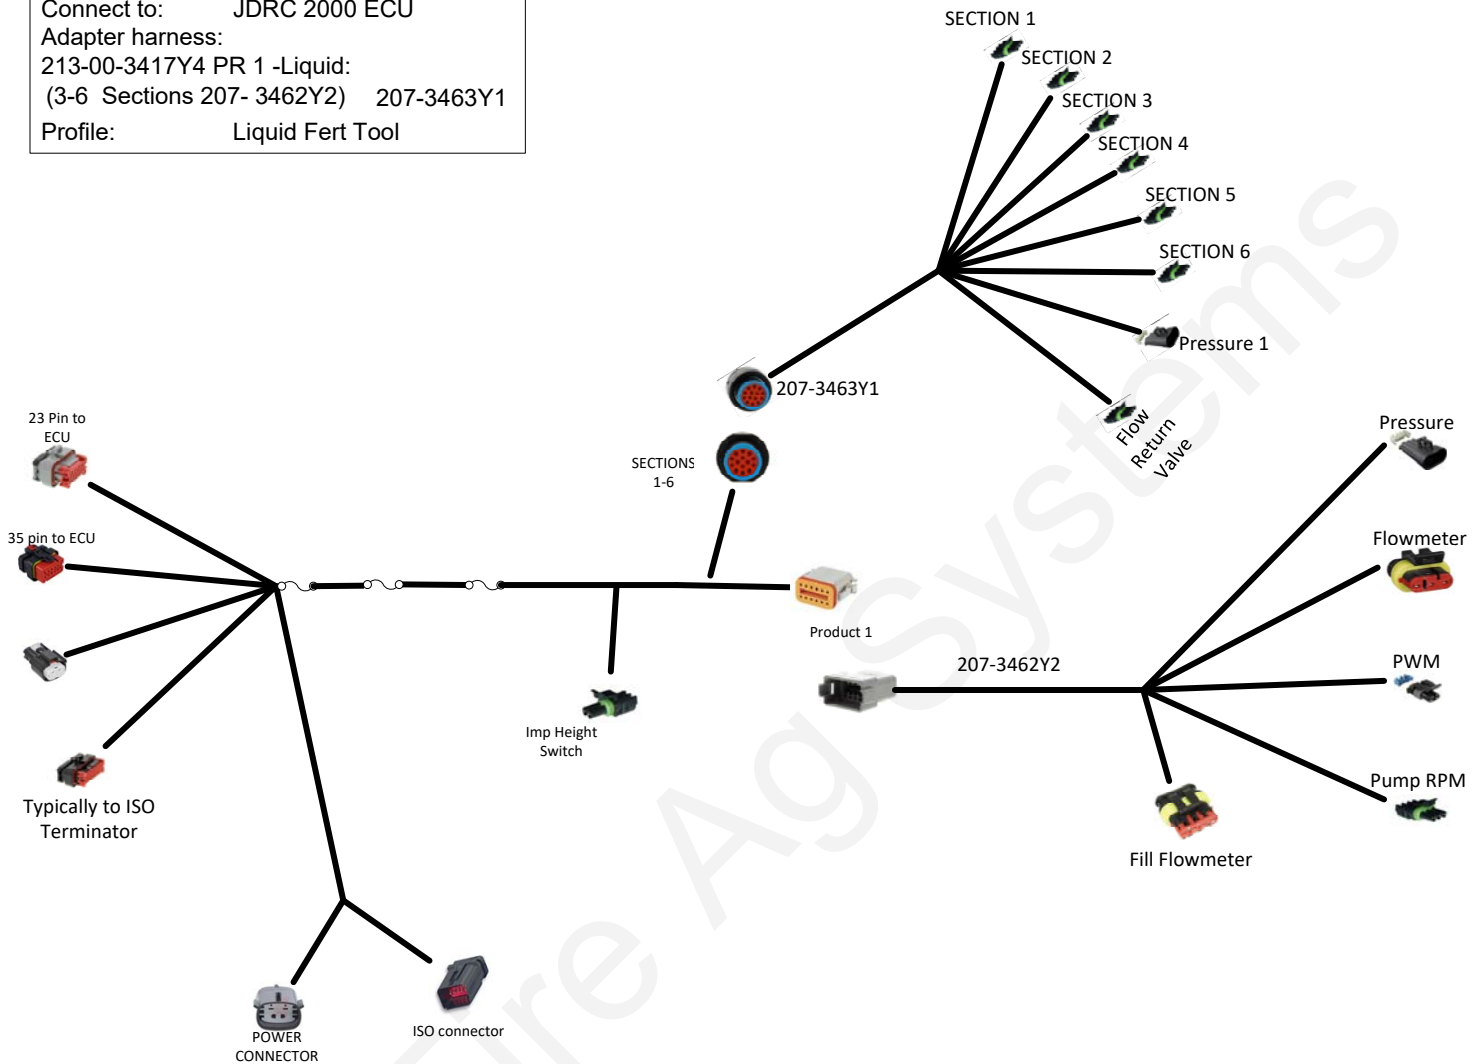 Connect to: JDRC 2000 ECU
Adapter harness:
213-00-3417Y4 PR 1 -Liquid:
(3-6 Sections 207- 3462Y2) 207-3463Y1
Profile: Liquid Fert Tool
SECTION 1
SECTION 2
SECTION 3
SECTION 4
SECTION 5
SECTION 6
Pressure 1
Flow
Return
Valve
207-3463Y1
SECTIONS
1-6
23 Pin to
ECU
35 pin to ECU
Typically to ISO
Terminator
Imp Height
Switch
Product 1
207-3462Y2
Pressure
Flowmeter
PWM
Pump RPM
Fill Flowmeter
POWER
CONNECTOR
ISO connector
Fire Ag Systems